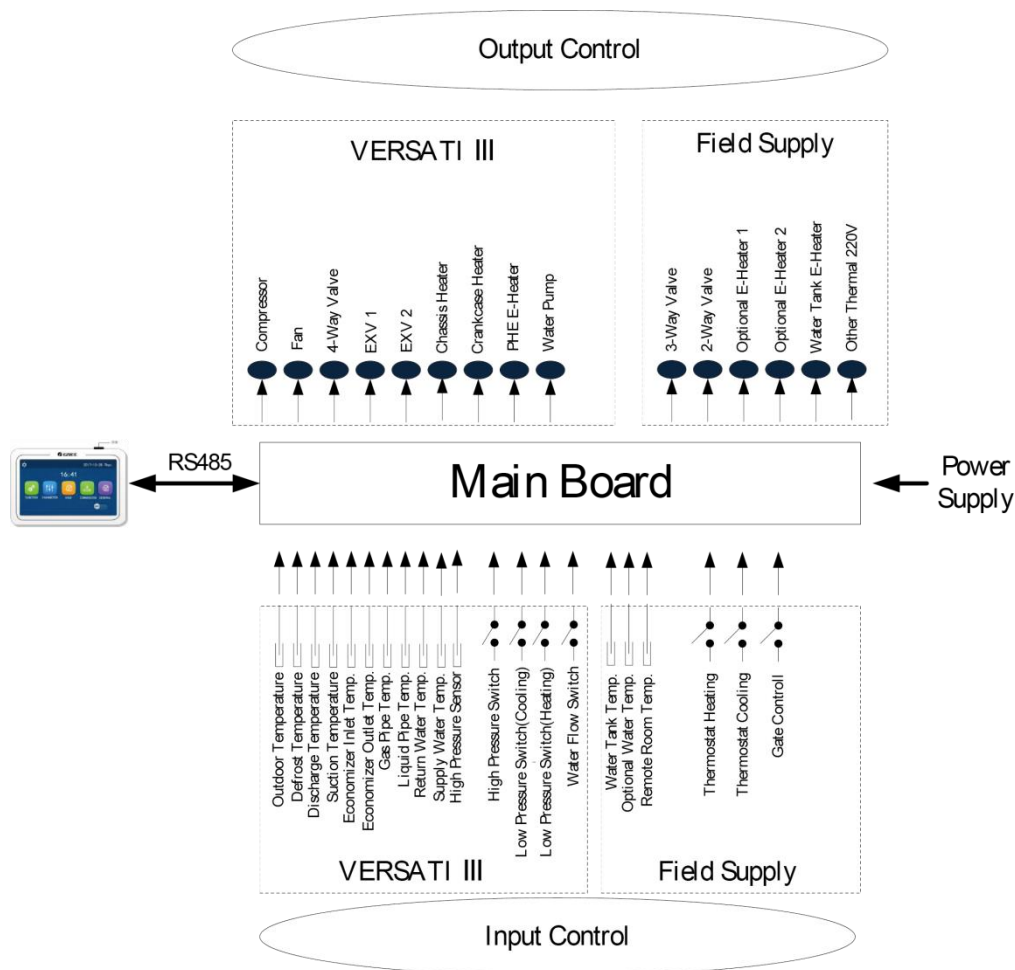 Output Control
VERSATI III
Field Supply
Compressor
Fan
4-Way Valve
EXV 1
EXV 2
Chassis Heater
Crankcase Heater
PHE E-Heater
Water Pump
3-Way Valve
2-Way Valve
Optional E-Heater 1
Optional E-Heater 2
Water Tank E-Heater
Other Thermal 220V
16:41
RS485
Main Board
Power
Supply
Outdoor Temperature
Defrost Temperature
Discharge Temperature
Suction Temperature
Economizer Inlet Temp.
Economizer Outlet Temp.
Gas Pipe Temp.
Liquid Pipe Temp.
Return Water Temp.
Supply Water Temp.
High Pressure Sensor
High Pressure Switch
Low Pressure Switch(Cooling)
Low Pressure Switch(Heating)
Water Flow Switch
Water Tank Temp.
Optional Water Temp.
Remote Room Temp.
Thermostat Heating
Thermostat Cooling
Gate Controll
VERSATI III
Field Supply
Input Control